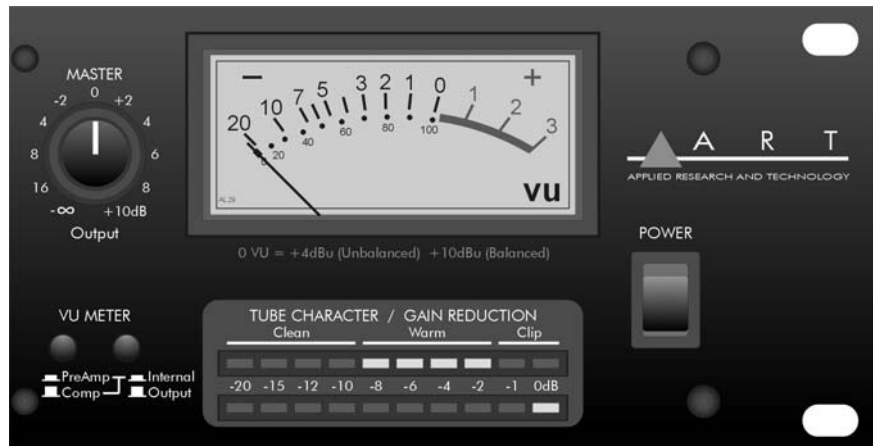 MASTER
-2 0 +2
4 4
8 6
16 8
-∞ +10dB
Output
− +
20 10 7 5 3 2 1 0 1 2 3
0 20 40 60 80 100
AL29
vu
0 VU = +4dBu (Unbalanced) +10dBu (Balanced)
A R T
APPLIED RESEARCH AND TECHNOLOGY
POWER
VU METER
PreAmp Internal
Comp Output
TUBE CHARACTER / GAIN REDUCTION
Clean Warm Clip
-20 -15 -12 -10 -8 -6 -4 -2 -1 0dB